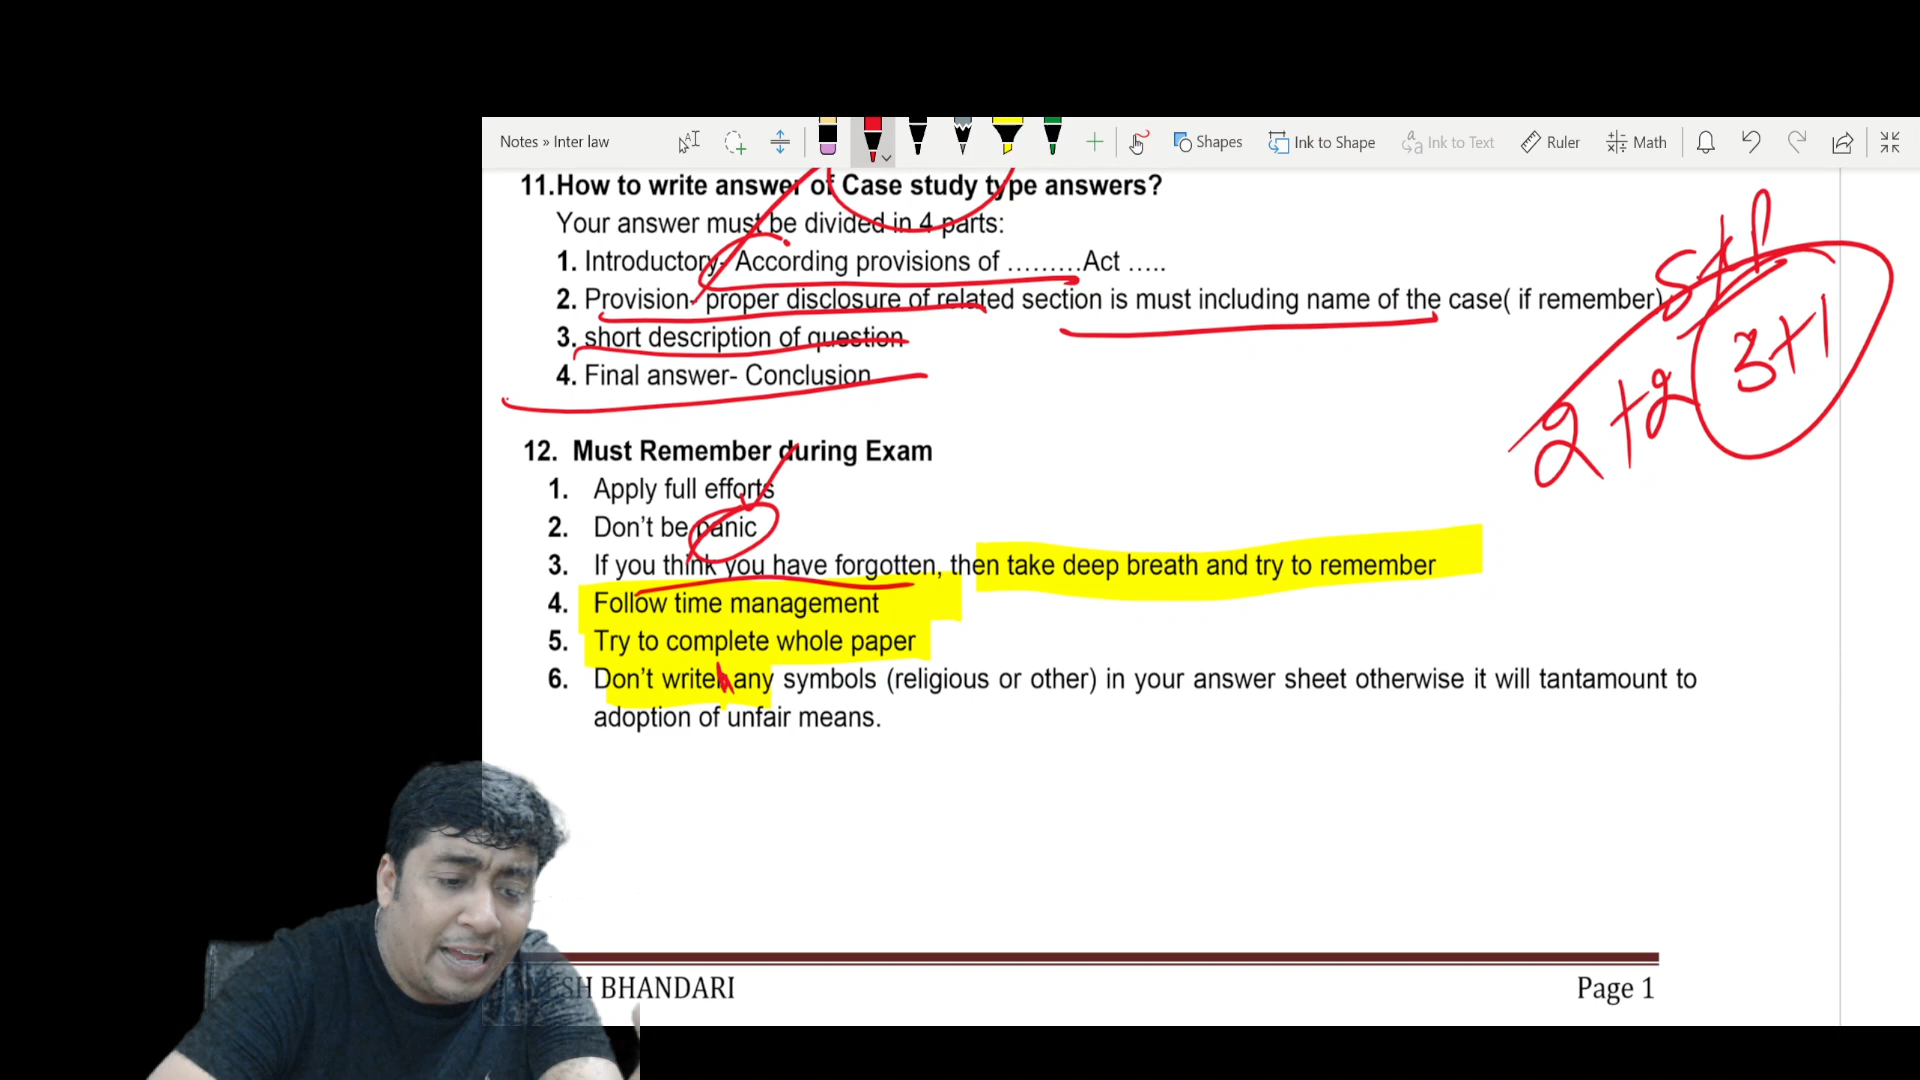 Notes » Inter law
Shapes
Ink to Shape
Ink to Text
Ruler
Math
11.How to write answer of Case study type answers?
Your answer must be divided in 4 parts:
1. Introductory- According provisions of ………Act …..
2. Provision- proper disclosure of related section is must including name of the case( if remember)
3. short description of question
4. Final answer- Conclusion
2 + 2
3+1
12. Must Remember during Exam
1. Apply full efforts
2. Don’t be panic
3. If you think you have forgotten, then take deep breath and try to remember
4. Follow time management
5. Try to complete whole paper
6. Don’t write any symbols (religious or other) in your answer sheet otherwise it will tantamount to
adoption of unfair means.
BHANDARI
Page 1